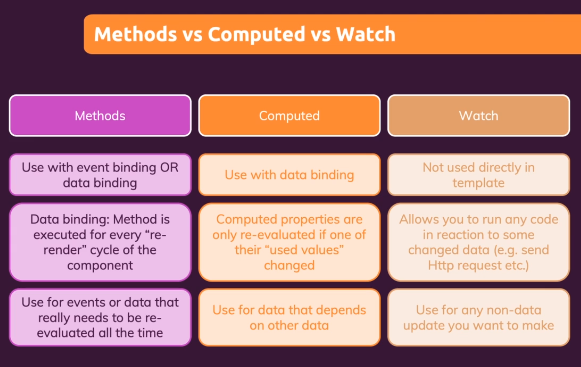 Methods vs Computed vs Watch
Methods
Computed
Watch
Use with event binding OR
data binding
Use with data binding
Not used directly in
template
Data binding: Method is
executed for every “re-
render” cycle of the
component
Computed properties are
only re-evaluated if one of
their “used values”
changed
Allows you to run any code
in reaction to some
changed data (e.g. send
Http request etc.)
Use for events or data that
really needs to be re-
evaluated all the time
Use for data that depends
on other data
Use for any non-data
update you want to make